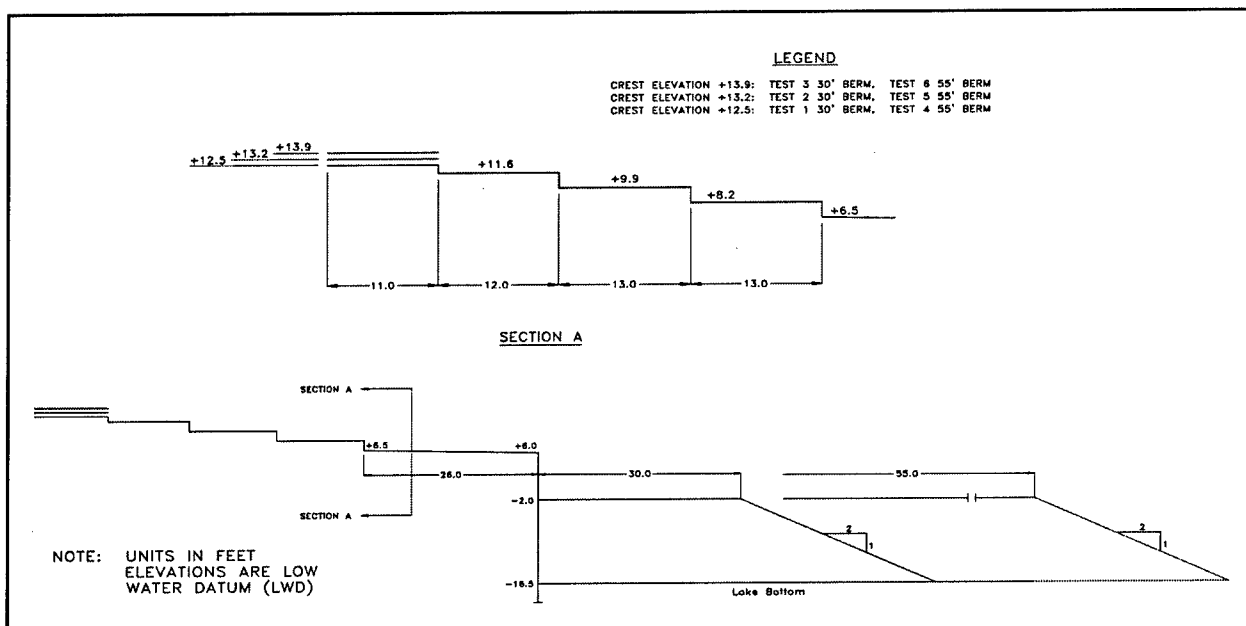 LEGEND
CREST ELEVATION +13.9: TEST 3 30' BERM, TEST 6 55' BERM
CREST ELEVATION +13.2: TEST 2 30' BERM, TEST 5 55' BERM
CREST ELEVATION +12.5: TEST 1 30' BERM, TEST 4 55' BERM
+13.9
+13.2
+12.5
+11.6
+9.9
+8.2
+6.5
11.0 12.0 13.0 13.0
SECTION A
SECTION A
+6.5 +6.0
26.0 30.0 55.0
-2.0
SECTION A
2 2
1 1
-16.5
Lake Bottom
NOTE: UNITS IN FEET
ELEVATIONS ARE LOW
WATER DATUM (LWD)